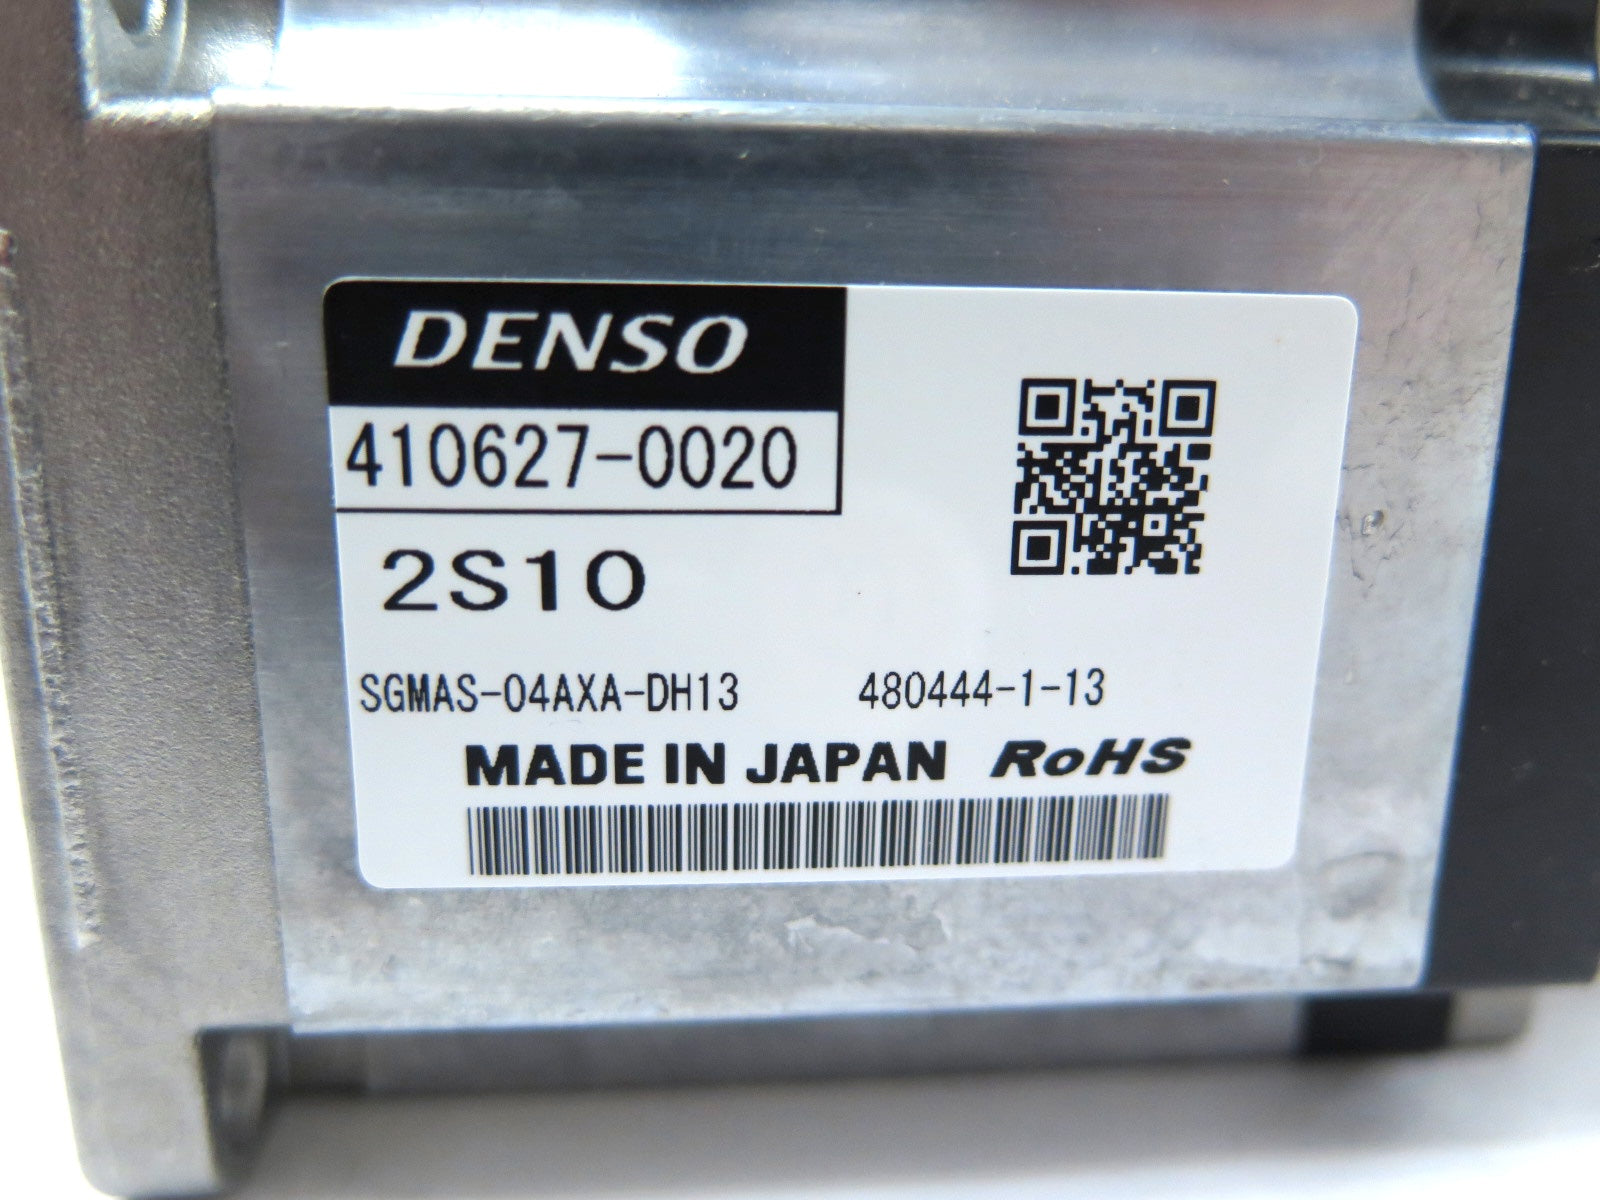 DENSO
410627-0020
2S10
SGMAS-04AXA-DH13 480444-1-13
MADE IN JAPAN RoHS